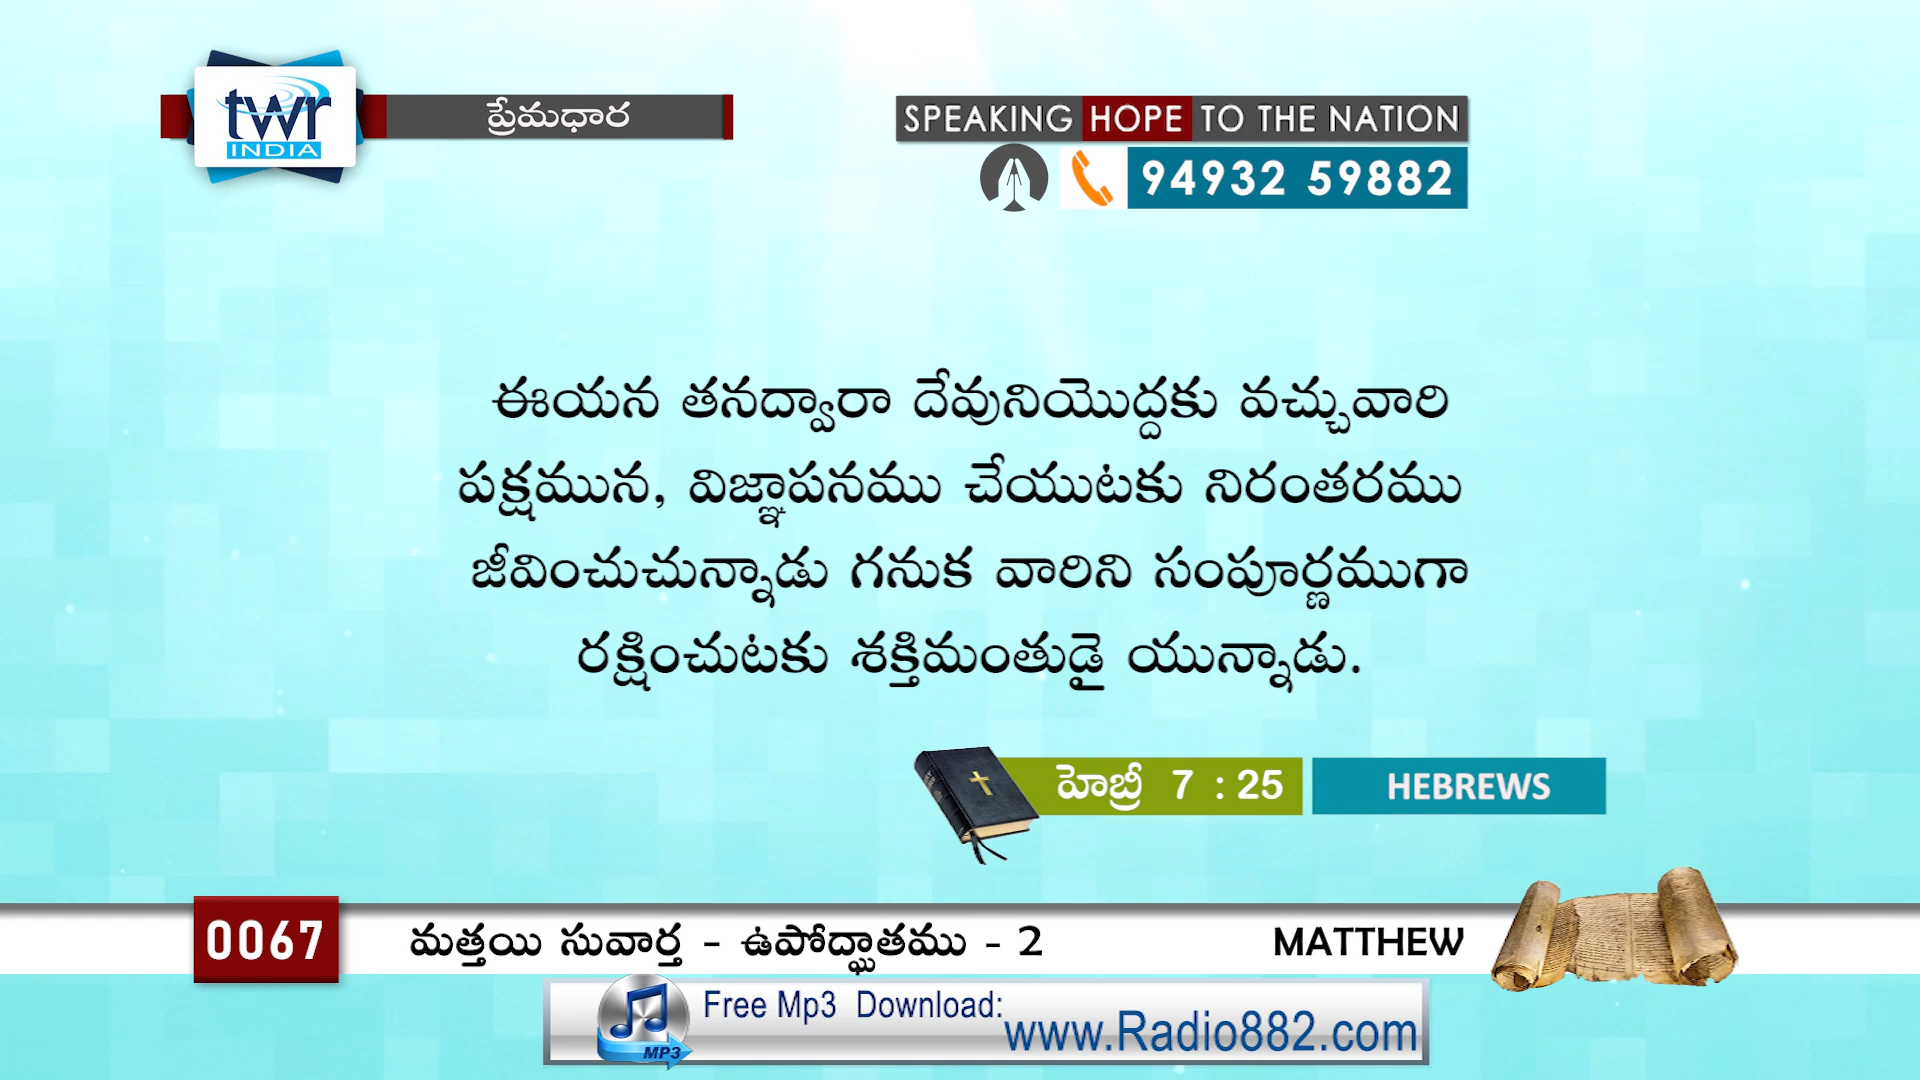 twr
INDIA
ప్రేమధార
SPEAKING HOPE TO THE NATION
94932 59882
ఈయన తనద్వారా దేవునియొద్దకు వచ్చువారి
పక్షమున, విజ్ఞాపనము చేయుటకు నిరంతరము
జీవించుచున్నాడు గనుక వారిని సంపూర్ణముగా
రక్షించుటకు శక్తిమంతుడై యున్నాడు.
హెబ్రీ 7 : 25
HEBREWS
0067
మత్తయి సువార్త - ఉపోద్ఘాతము - 2
MATTHEW
Free Mp3 Download:
www.Radio882.com
MP3